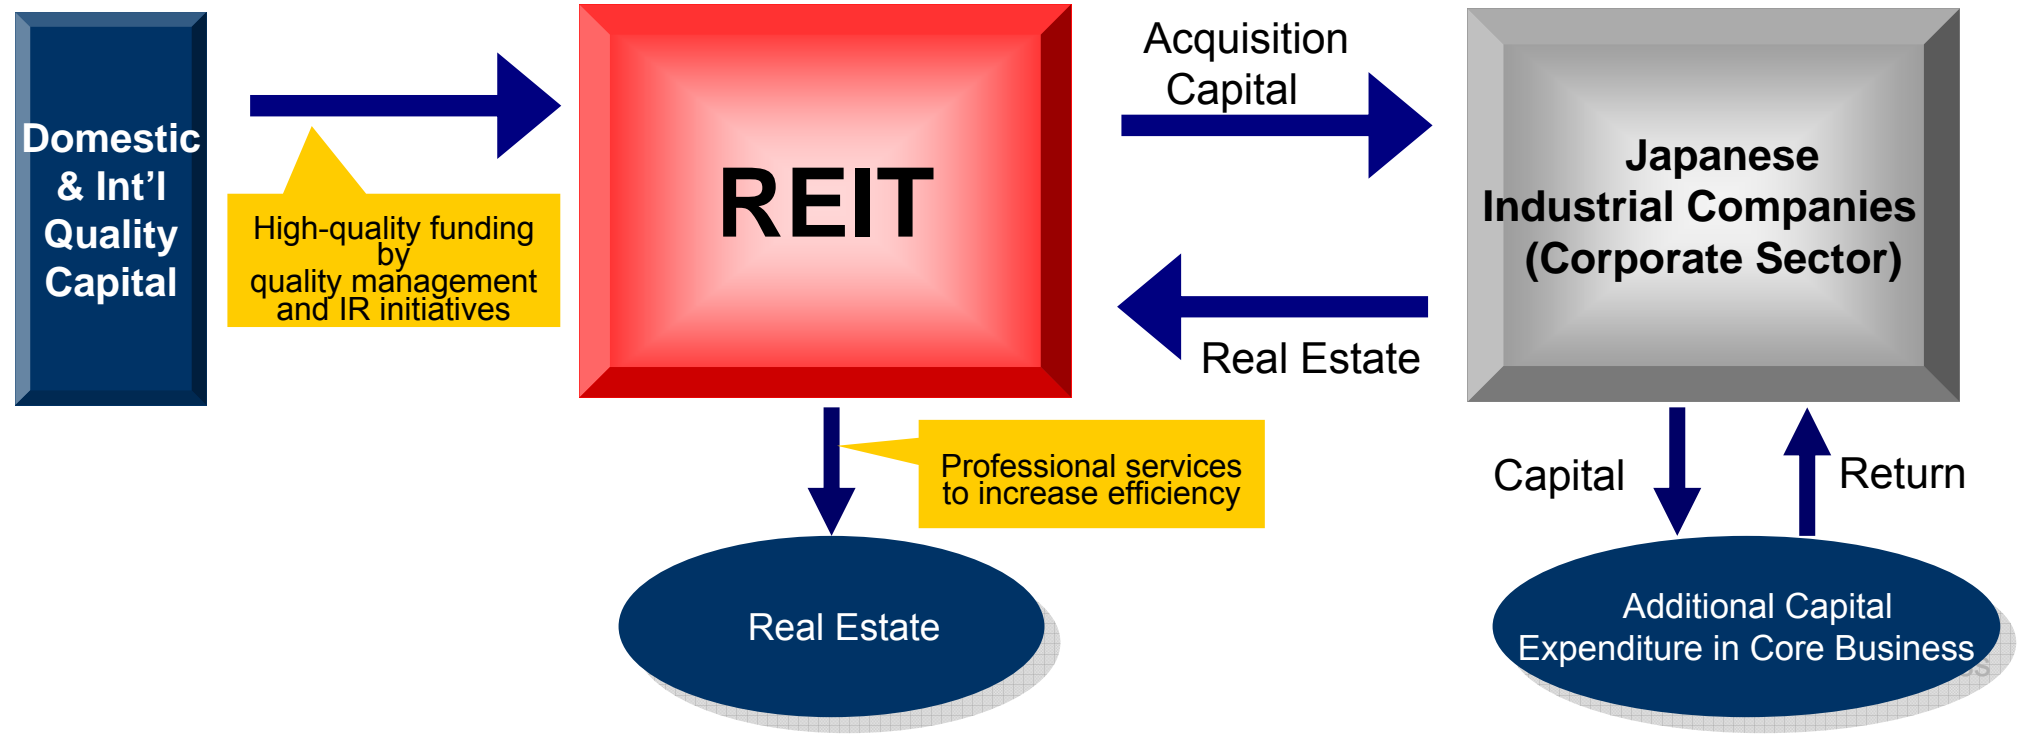 Domestic
& Int'l
Quality
Capital
High-quality funding
by
quality management
and IR initiatives
REIT
Acquisition
Capital
Real Estate
Japanese
Industrial Companies
(Corporate Sector)
Professional services
to increase efficiency
Capital
Return
Real Estate
Additional Capital
Expenditure in Core Business